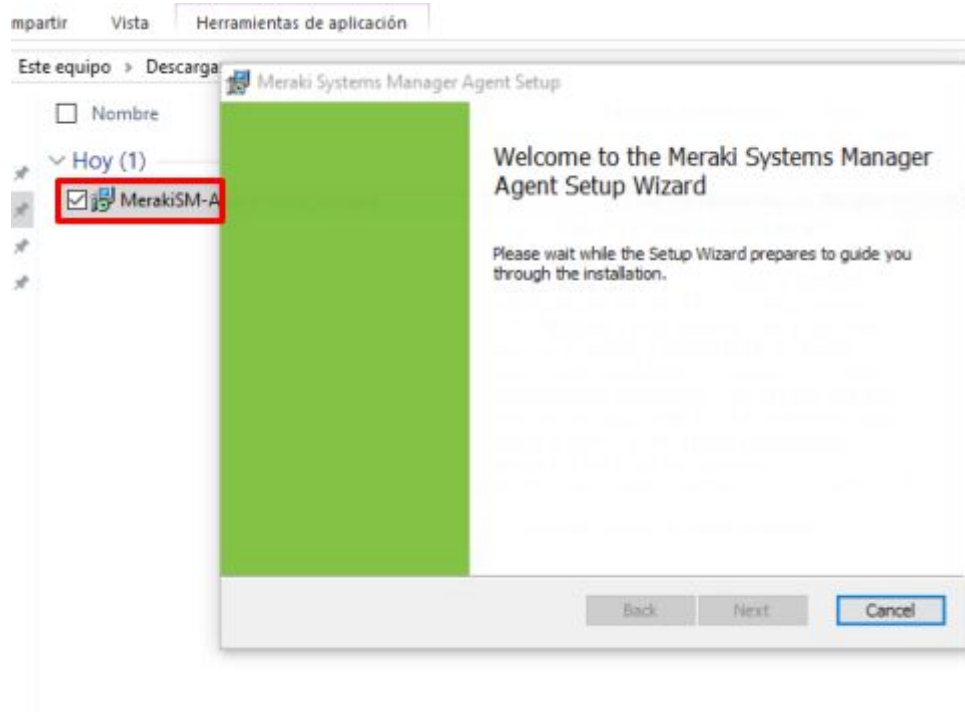 mpartir Vista Herramientas de aplicación
Este equipo > Descarga
Meraki Systems Manager Agent Setup
Nombre
Hoy (1)
MerakiSM-A
Welcome to the Meraki Systems Manager
Agent Setup Wizard
Please wait while the Setup Wizard prepares to guide you
through the installation.
Back Next Cancel